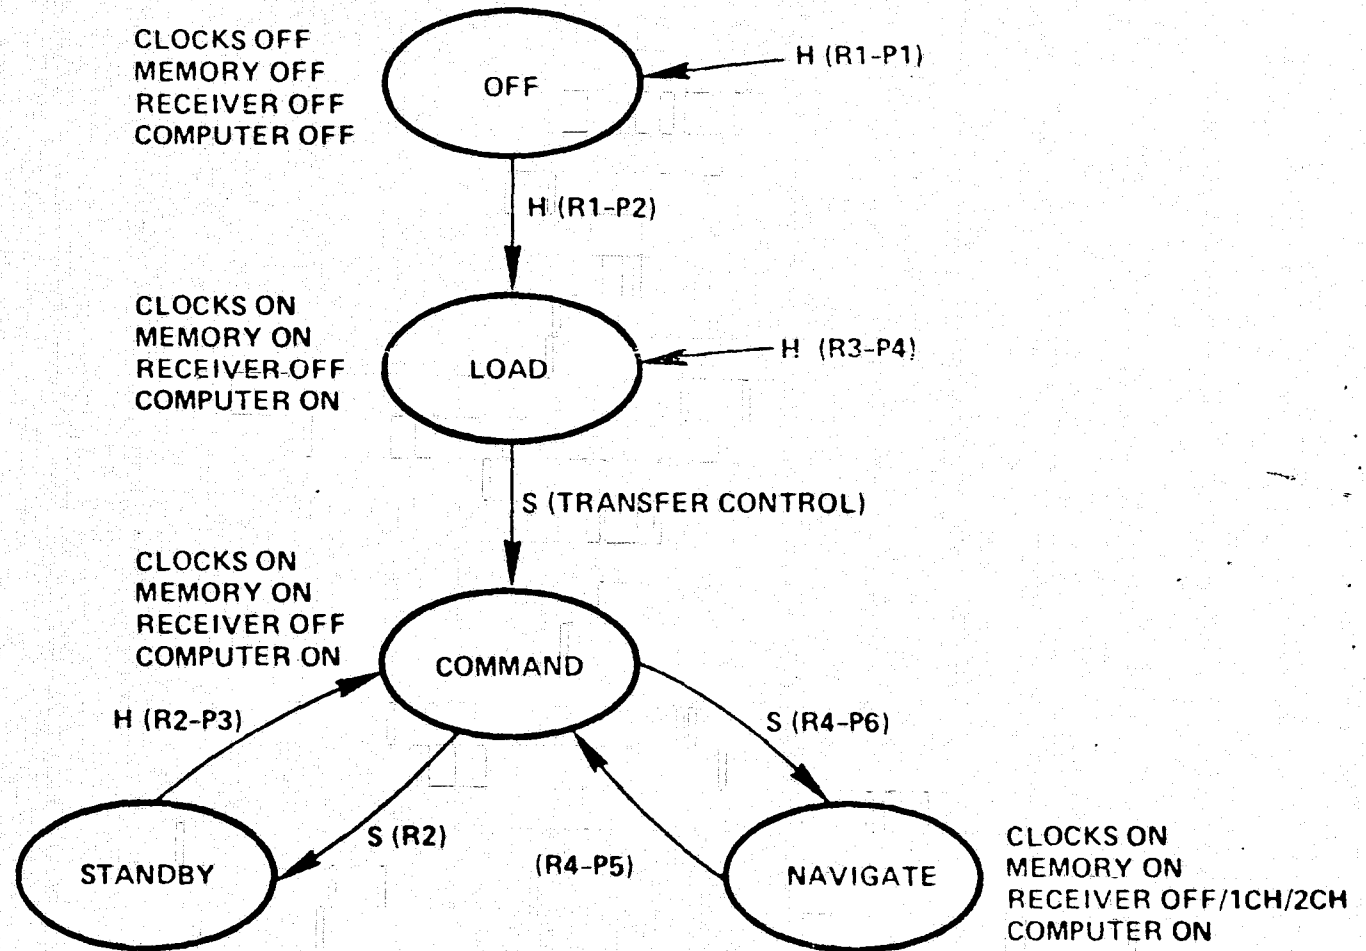 CLOCKS OFF
MEMORY OFF
RECEIVER OFF
COMPUTER OFF
OFF
H (R1-P1)
H (R1-P2)
CLOCKS ON
MEMORY ON
RECEIVER OFF
COMPUTER ON
LOAD
H (R3-P4)
S (TRANSFER CONTROL)
CLOCKS ON
MEMORY ON
RECEIVER OFF
COMPUTER ON
COMMAND
H (R2-P3)
S (R4-P6)
S (R2)
(R4-P5)
STANDBY
NAVIGATE
CLOCKS ON
MEMORY ON
RECEIVER OFF/1CH/2CH
COMPUTER ON